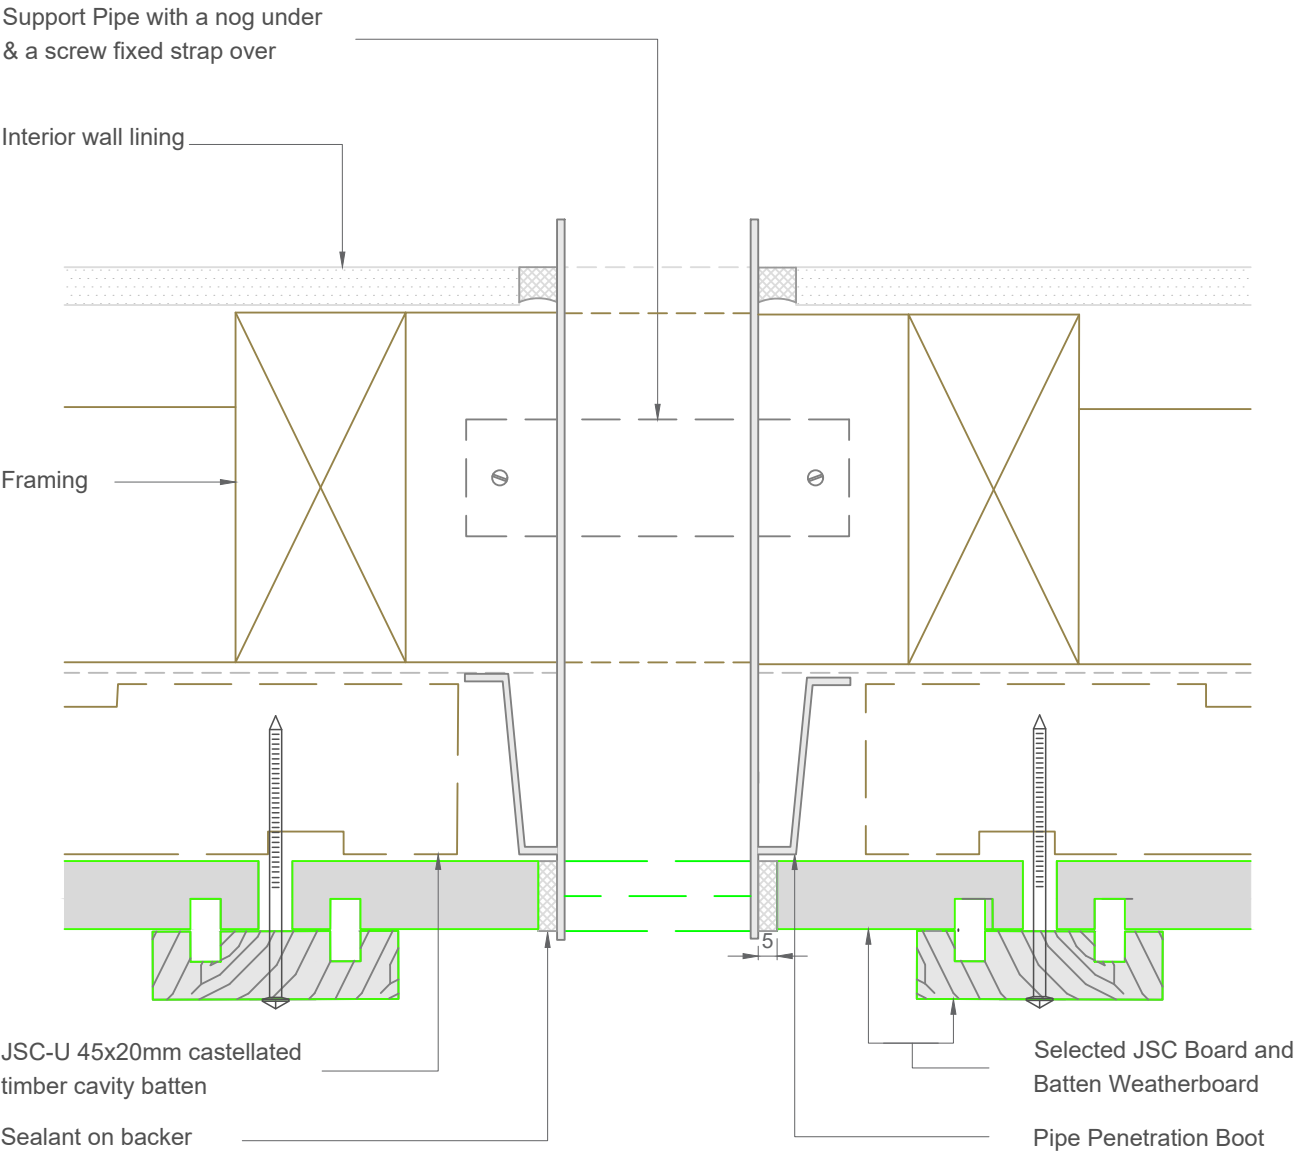 Support Pipe with a nog under
& a screw fixed strap over
Interior wall lining
Framing
5
JSC-U 45x20mm castellated
timber cavity batten
Sealant on backer
Selected JSC Board and
Batten Weatherboard
Pipe Penetration Boot